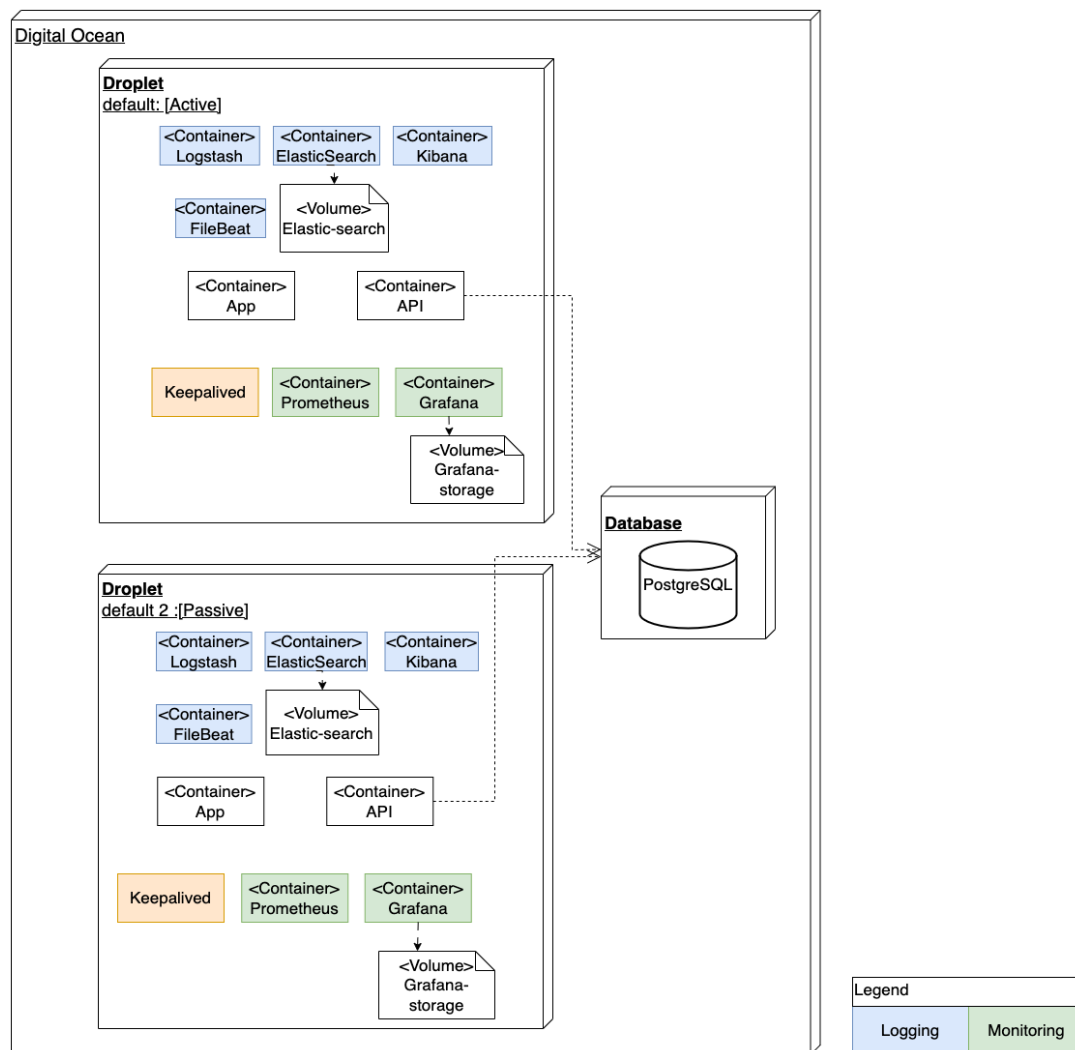 Digital Ocean
Droplet
default: [Active]
<Container>
Logstash
<Container>
ElasticSearch
<Container>
Kibana
<Container>
FileBeat
<Volume>
Elastic-search
<Container>
App
<Container>
API
Keepalived
<Container>
Prometheus
<Container>
Grafana
<Volume>
Grafana-
storage
Database
PostgreSQL
Droplet
default 2 :[Passive]
<Container>
Logstash
<Container>
ElasticSearch
<Container>
Kibana
<Container>
FileBeat
<Volume>
Elastic-search
<Container>
App
<Container>
API
Keepalived
<Container>
Prometheus
<Container>
Grafana
<Volume>
Grafana-
storage
Legend
Logging
Monitoring